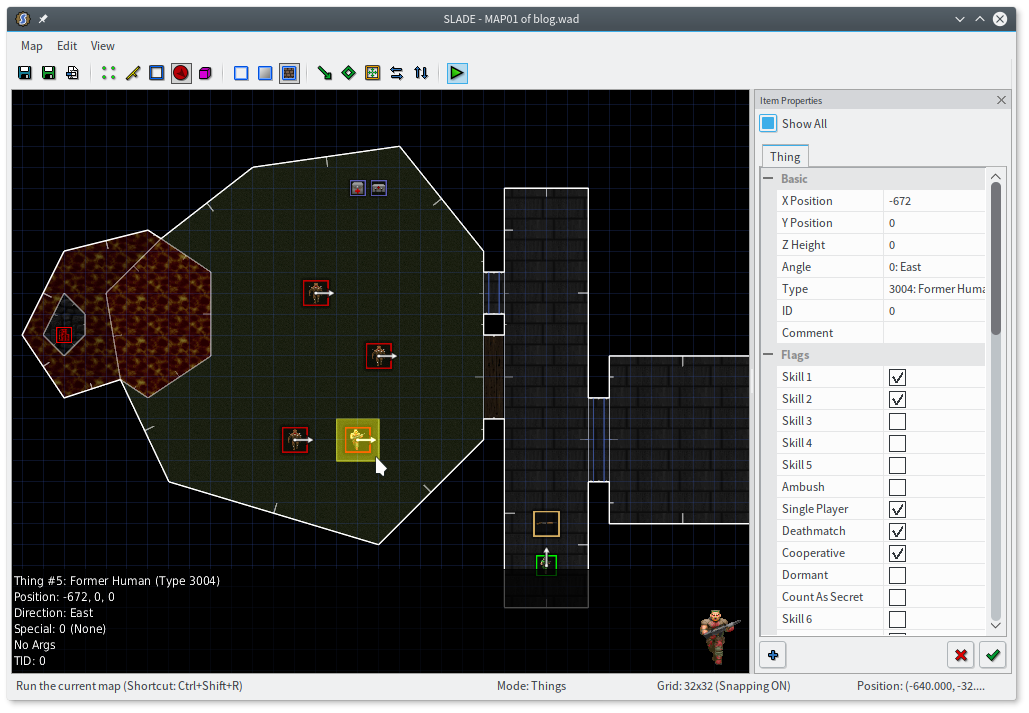 SLADE - MAP01 of blog.wad
Map Edit View
Item Properties
Show All
Thing
Basic
X Position -672
Y Position 0
Z Height 0
Angle 0: East
Type 3004: Former Huma
ID 0
Comment
Flags
Skill 1
Skill 2
Skill 3
Skill 4
Skill 5
Ambush
Single Player
Deathmatch
Cooperative
Dormant
Count As Secret
Skill 6
Thing #5: Former Human (Type 3004)
Position: -672, 0, 0
Direction: East
Special: 0 (None)
No Args
TID: 0
Run the current map (Shortcut: Ctrl+Shift+R) Mode: Things Grid: 32x32 (Snapping ON) Position: (-640.000, -32....